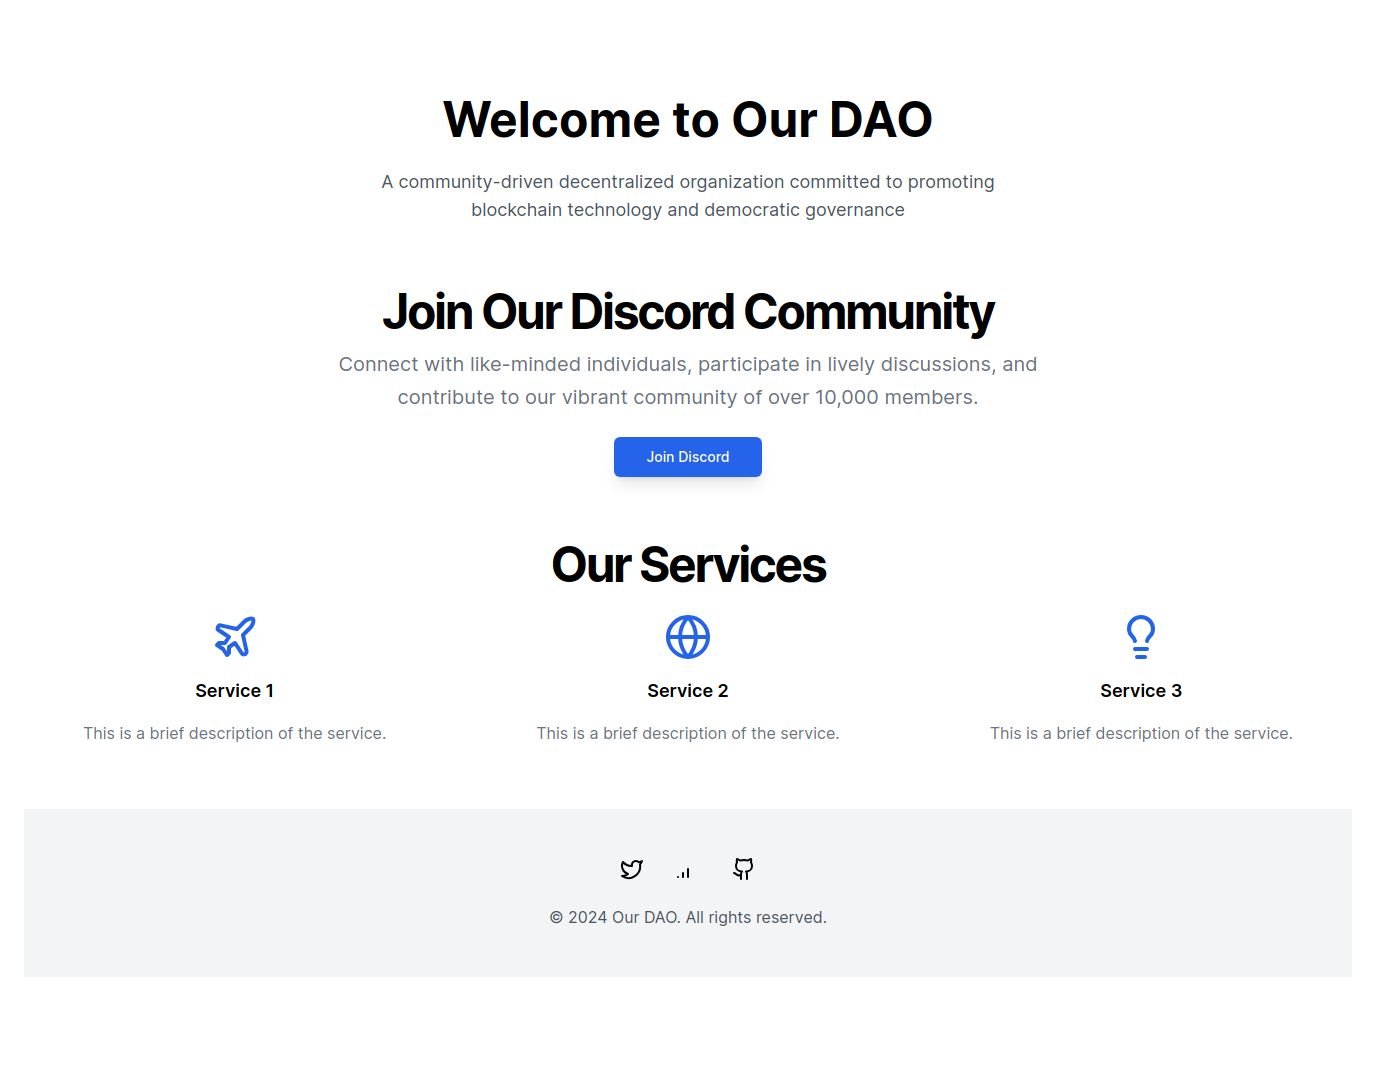 Welcome to Our DAO
A community-driven decentralized organization committed to promoting
blockchain technology and democratic governance
Join Our Discord Community
Connect with like-minded individuals, participate in lively discussions, and
contribute to our vibrant community of over 10,000 members.
Join Discord
Our Services
Service 1
Service 2
Service 3
This is a brief description of the service.
This is a brief description of the service.
This is a brief description of the service.
© 2024 Our DAO. All rights reserved.